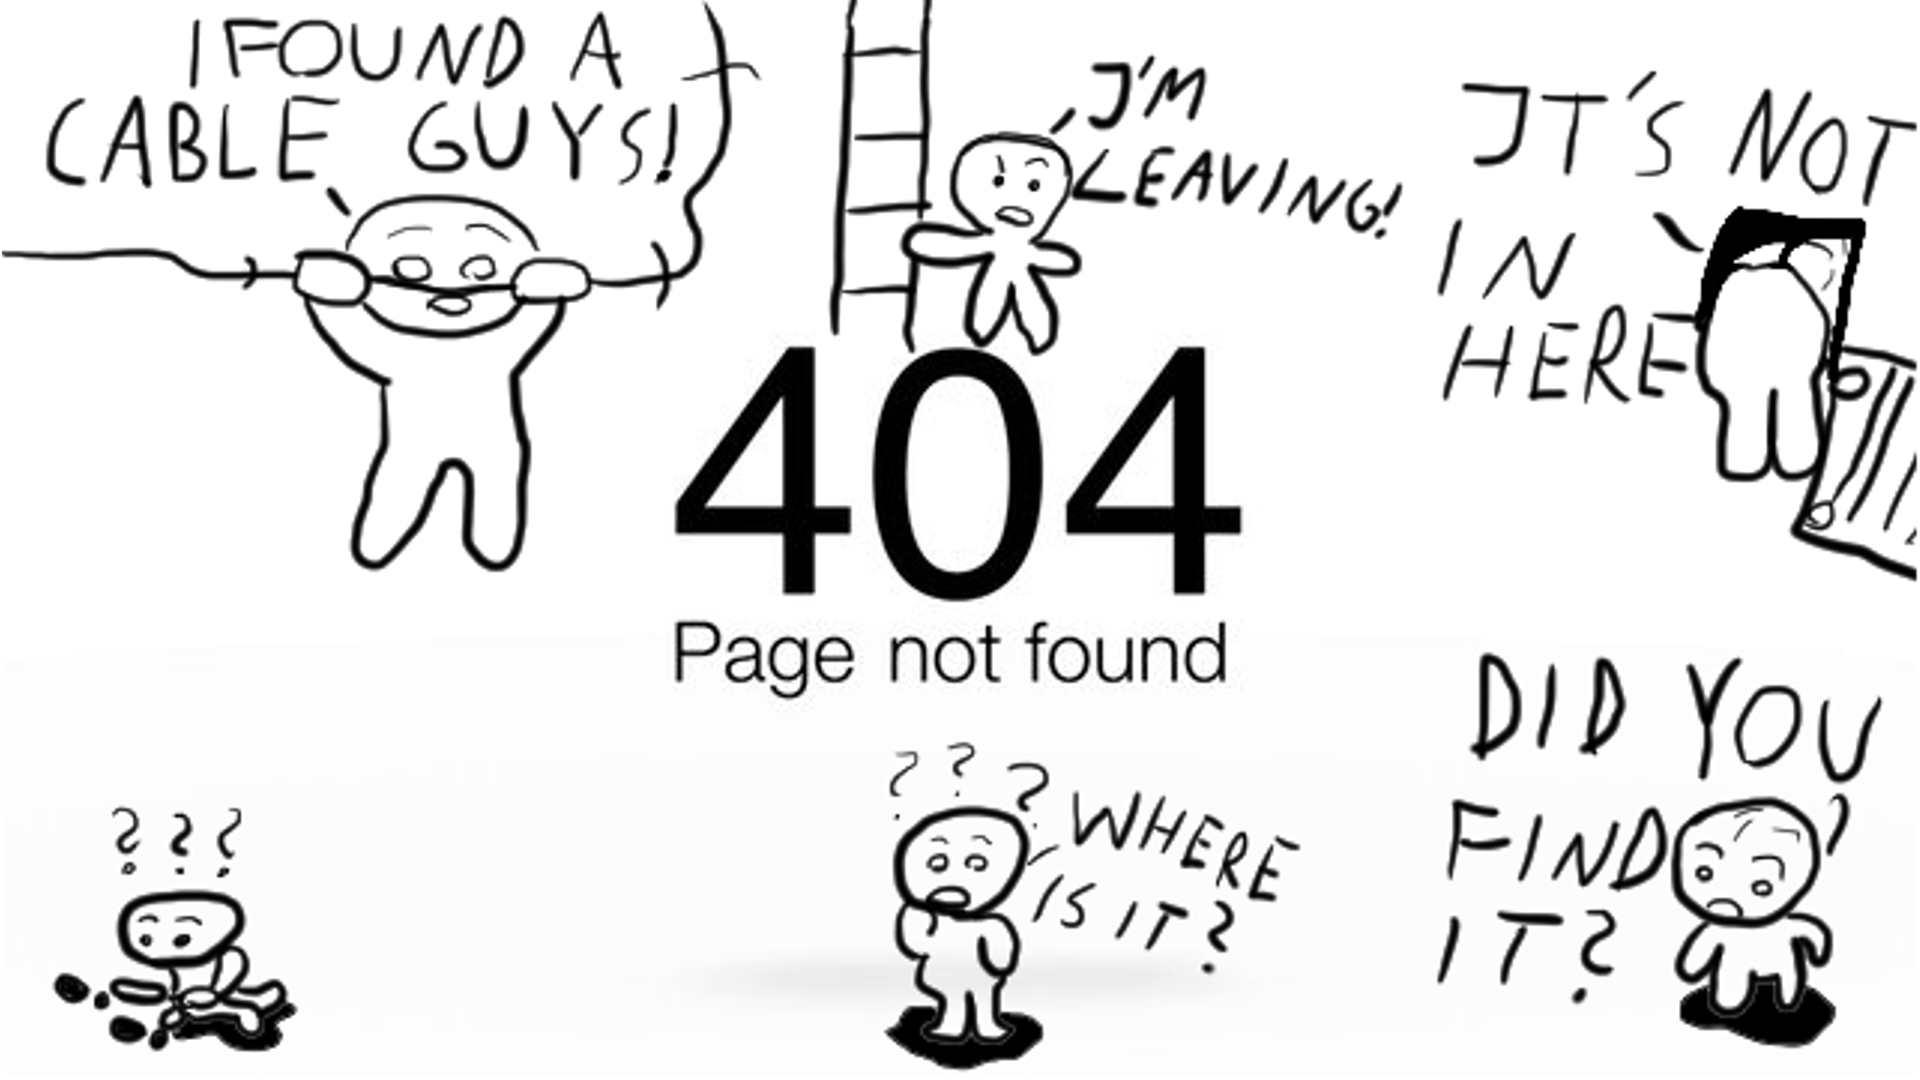 I FOUND A
CABLE GUYS!
I'M
LEAVING!
IT'S NOT
IN
HERE
404
Page not found
? ? ?
? ? ?
WHERE
IS IT?
DID YOU
FIND
IT?